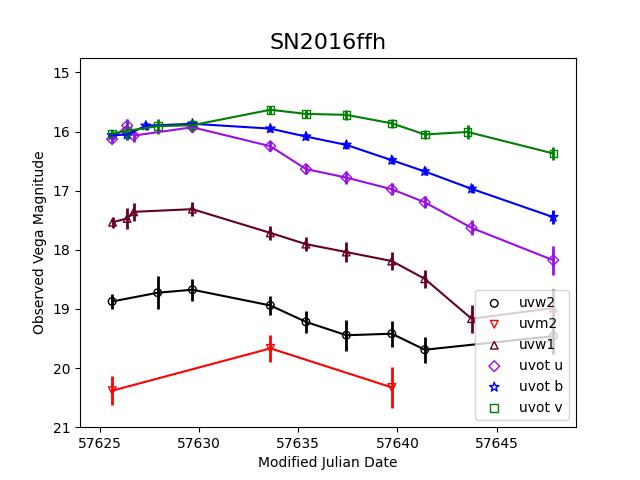 SN2016ffh
Observed Vega Magnitude
15
16
17
18
19
20
21
uvw2
uvm2
uvw1
uvot u
uvot b
uvot v
57625
57630
57635
57640
57645
Modified Julian Date